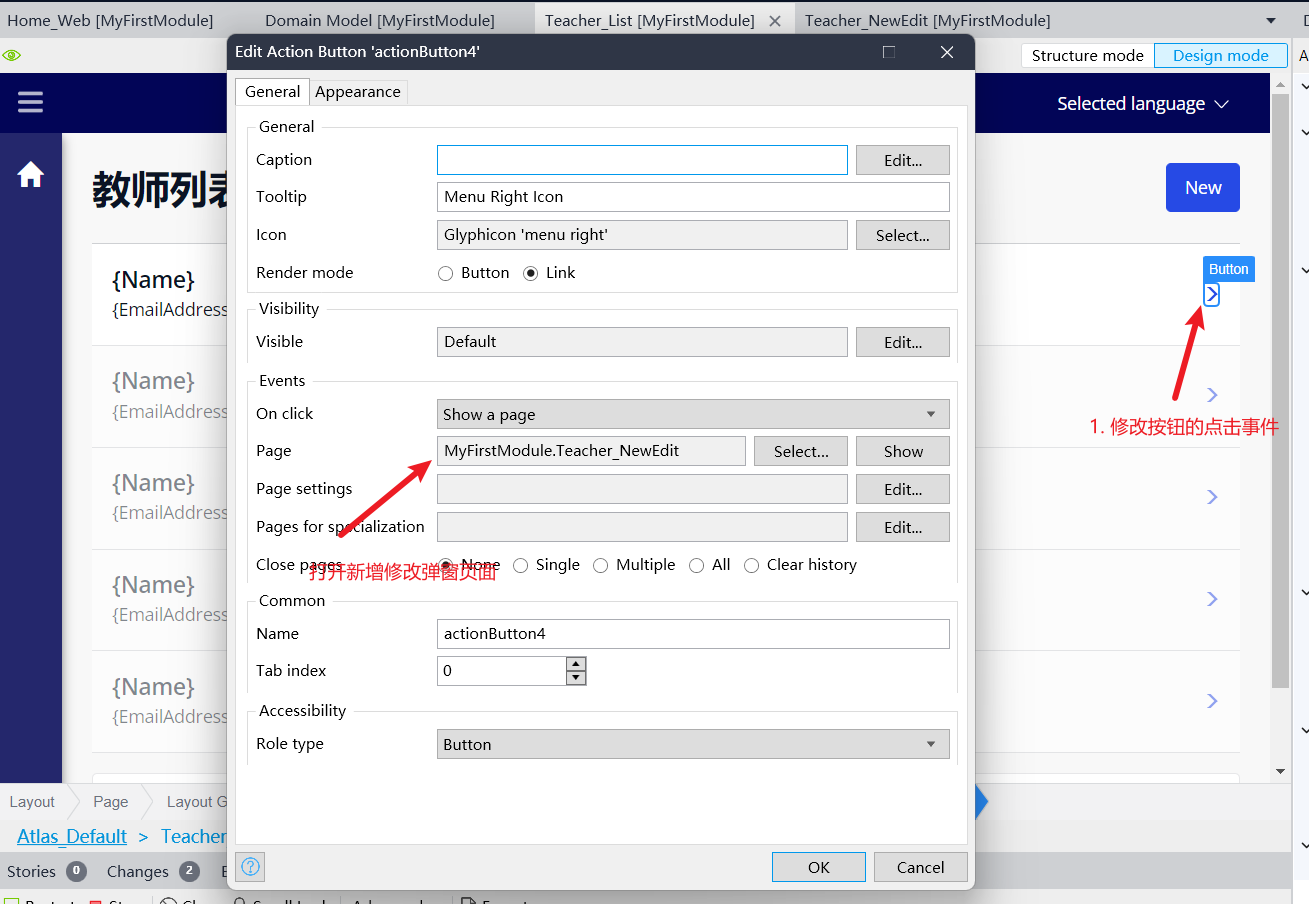 Home_Web [MyFirstModule] Domain Model [MyFirstModule] Teacher_List [MyFirstModule] Teacher_NewEdit [MyFirstModule]
Edit Action Button 'actionButton4'
Structure mode Design mode
General Appearance
Selected language
General
Caption Edit...
教师列表
New
Tooltip Menu Right Icon
Icon Glyphicon 'menu right' Select...
Render mode Button Link
Button
{Name}
{EmailAddress
Visibility
Visible Default Edit...
Events
{Name}
{EmailAddress
On click Show a page
1. 修改按钮的点击事件
Page MyFirstModule.Teacher_NewEdit Select... Show
Page settings Edit...
{Name}
{EmailAddress
Pages for specialization Edit...
Close pages None Single Multiple All Clear history
打开新增修改弹窗页面
{Name}
{EmailAddress
Common
Name actionButton4
Tab index 0
{Name}
{EmailAddress
Accessibility
Role type Button
Layout Page Layout G
Atlas_Default > Teacher
Stories 0 Changes 2
OK Cancel